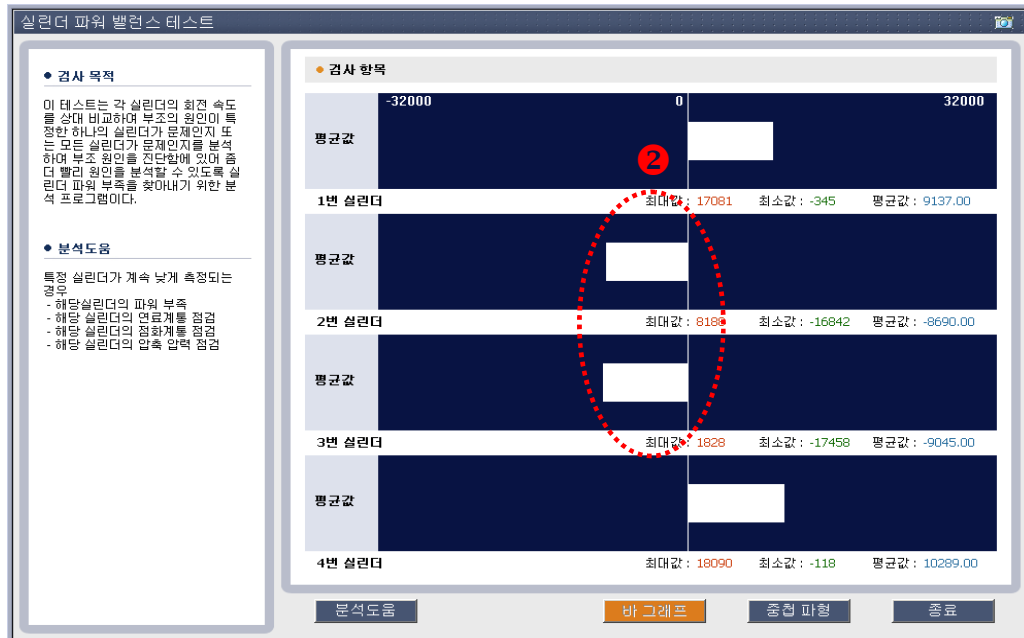 실린더 파워 밸런스 테스트
검사 목적
이 테스트는 각 실린더의 회전 속도
를 상대 비교하며 부조의 원인이 특
정한 하나의 실린더가 문제인지 또
는 모든 실린더가 문제인지를 분석
하며 부조 원인을 진단함에 있어 좀
더 빨리 원인을 분석할 수 있도록 실
린더 파워 부족을 찾아내기 위한 분
석 프로그램이다.
분석도움
특정 실린더가 계속 낮게 측정되는
경우
- 해당실린더의 파워 부족
- 해당 실린더의 연료계통 점검
- 해당 실린더의 점화계통 점검
- 해당 실린더의 압축 압력 점검
검사 항목
-32000 0 32000
평균값
2
1번 실린더 최대값 : 17081 최소값 : -345 평균값 : 9137.00
평균값
2번 실린더 최대값 : 8188 최소값 : -16842 평균값 : -8690.00
평균값
3번 실린더 최대값 : 1828 최소값 : -17458 평균값 : -9045.00
평균값
4번 실린더 최대값 : 18090 최소값 : -118 평균값 : 10289.00
분석도움 바 그래프 중첩 파형 종료